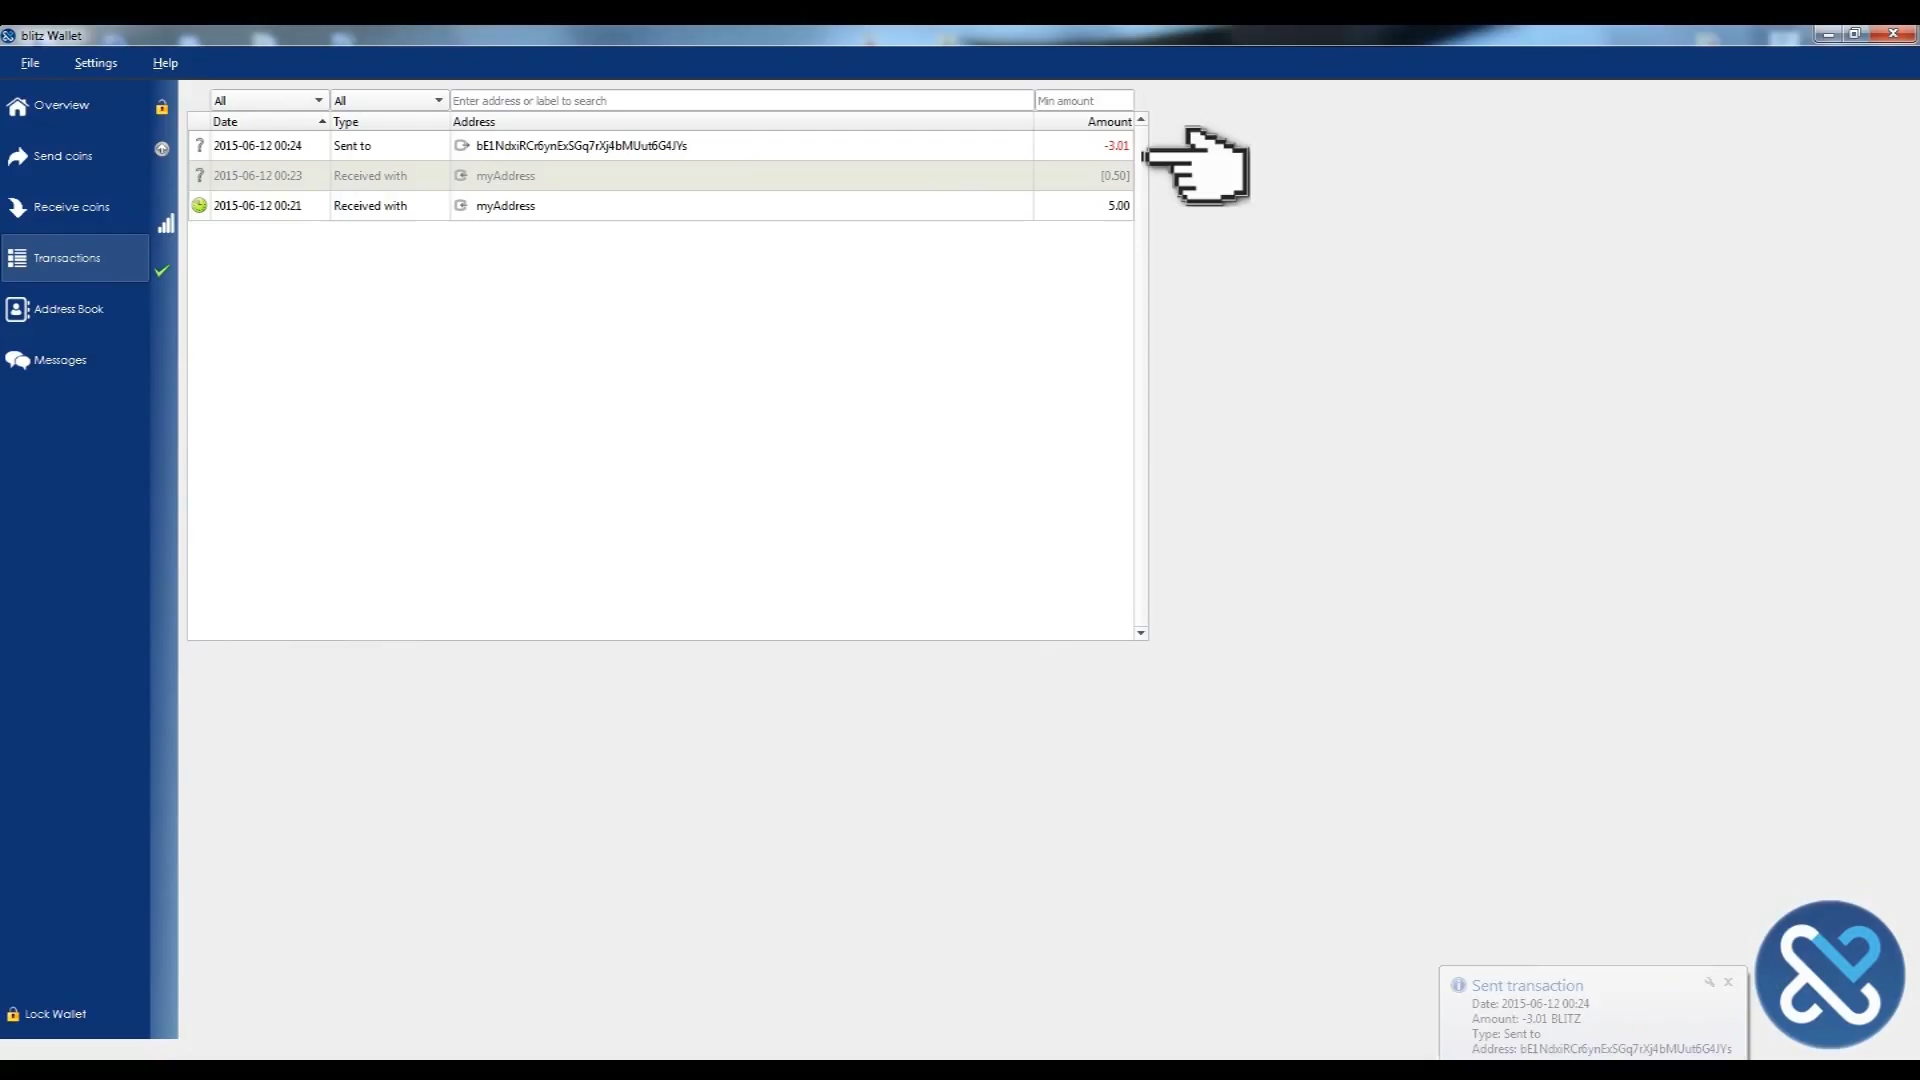 blitz Wallet
File Settings Help
Overview
Send coins
Receive coins
Transactions
Address Book
Messages
Lock Wallet
All All Enter address or label to search Min amount
Date Type Address Amount
? 2015-06-12 00:24 Sent to bE1NdxiRCr6ynExSGq7rXj4bMUut6G4JYs -3.01
? 2015-06-12 00:23 Received with myAddress [0.50]
2015-06-12 00:21 Received with myAddress 5.00
Sent transaction
Date: 2015-06-12 00:24
Amount: -3.01 BLITZ
Type: Sent to
Address: bE1NdxiRCr6ynExSGq7rXj4bMUut6G4JYs